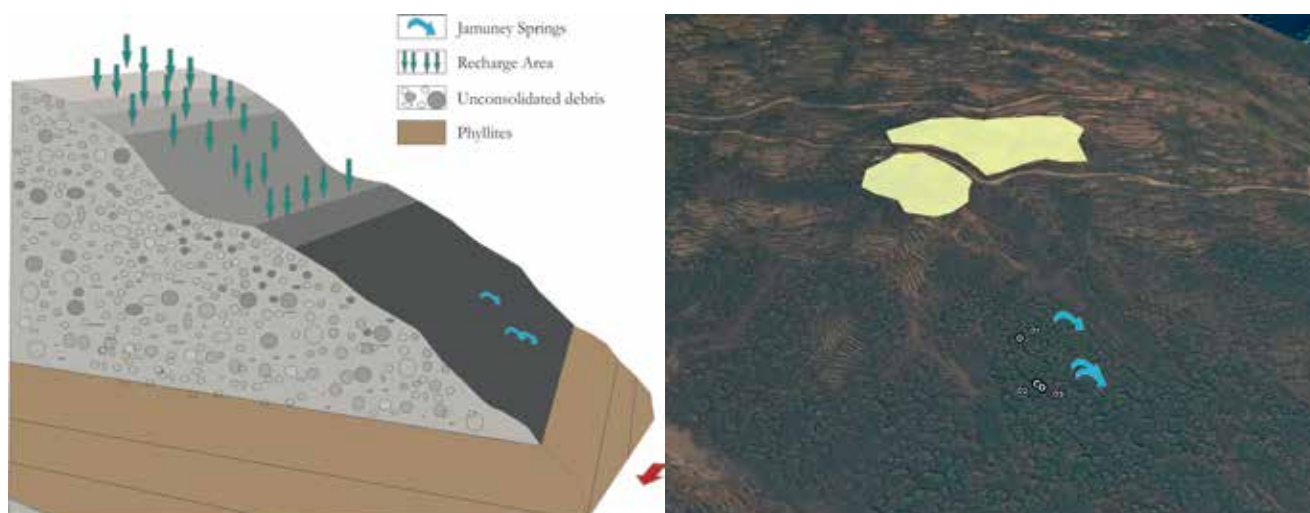 Jamuney Springs
Recharge Area
Unconsolidated debris
Phyllites